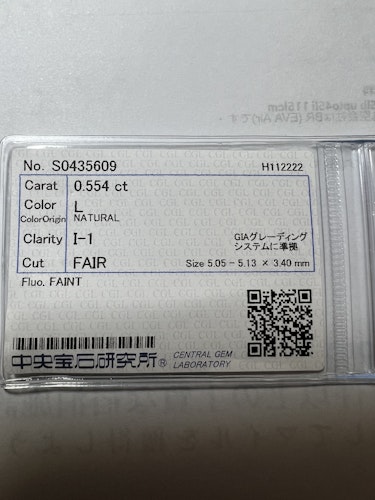 No. S0435609 H112222
Carat 0.554 ct
Color L
ColorOrigin NATURAL
Clarity I-1 GIAグレーディング
システムに準拠
Cut FAIR Size 5.05 - 5.13 × 3.40 mm
Fluo. FAINT
中央宝石研究所® CENTRAL GEM
LABORATORY